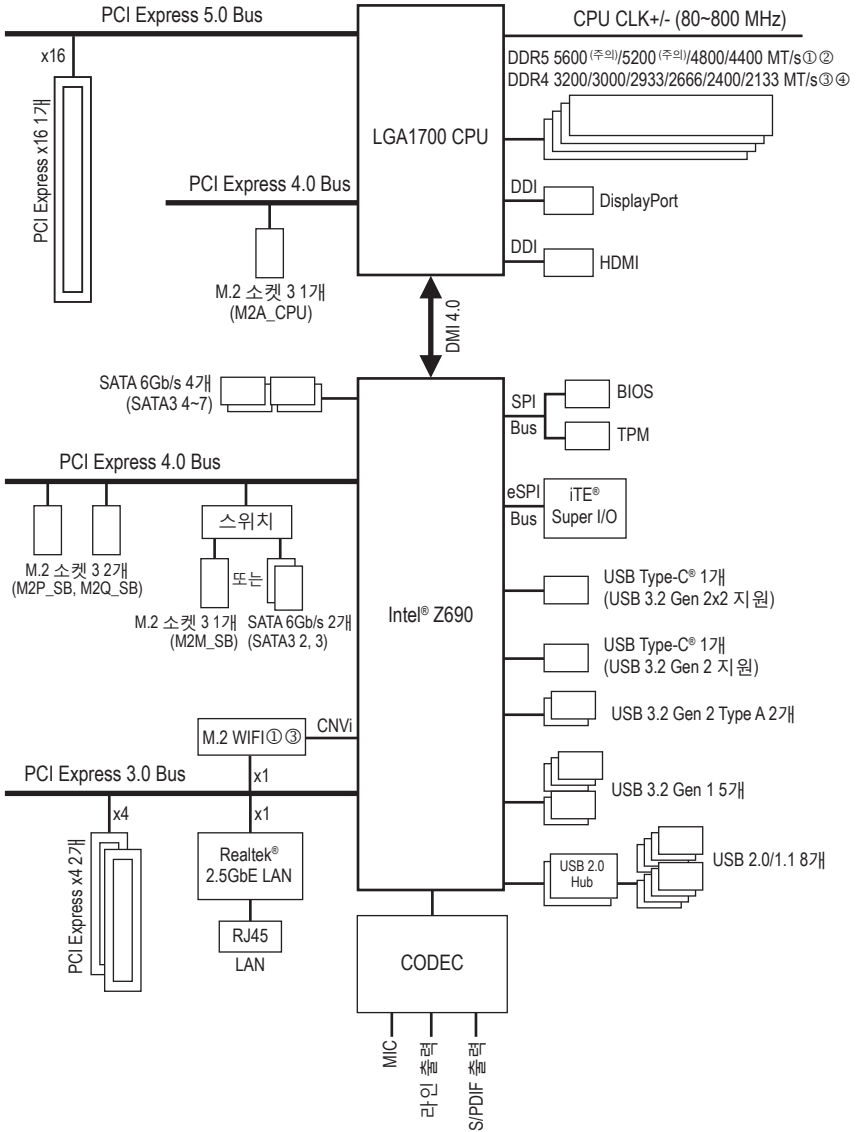 PCI Express 5.0 Bus
CPU CLK+/- (80~800 MHz)
x16
DDR5 5600 (주의)/5200 (주의)/4800/4400 MT/s①②
DDR4 3200/3000/2933/2666/2400/2133 MT/s③④
PCI Express x16 1개
LGA1700 CPU
PCI Express 4.0 Bus
DDI
DisplayPort
DDI
HDMI
M.2 소켓 3 1개
(M2A_CPU)
DMI 4.0
SATA 6Gb/s 4개
(SATA3 4~7)
SPI
Bus
BIOS
TPM
PCI Express 4.0 Bus
eSPI
Bus
iTE®
Super I/O
스위치
M.2 소켓 3 2개
(M2P_SB, M2Q_SB)
또는
M.2 소켓 3 1개
(M2M_SB)
SATA 6Gb/s 2개
(SATA3 2, 3)
Intel® Z690
USB Type-C® 1개
(USB 3.2 Gen 2x2 지원)
USB Type-C® 1개
(USB 3.2 Gen 2 지원)
USB 3.2 Gen 2 Type A 2개
M.2 WIFI①③
CNVi
PCI Express 3.0 Bus
x1
USB 3.2 Gen 1 5개
x4
x1
PCI Express x4 2개
Realtek®
2.5GbE LAN
USB 2.0
Hub
USB 2.0/1.1 8개
RJ45
LAN
CODEC
MIC
라인 출력
S/PDIF 출력